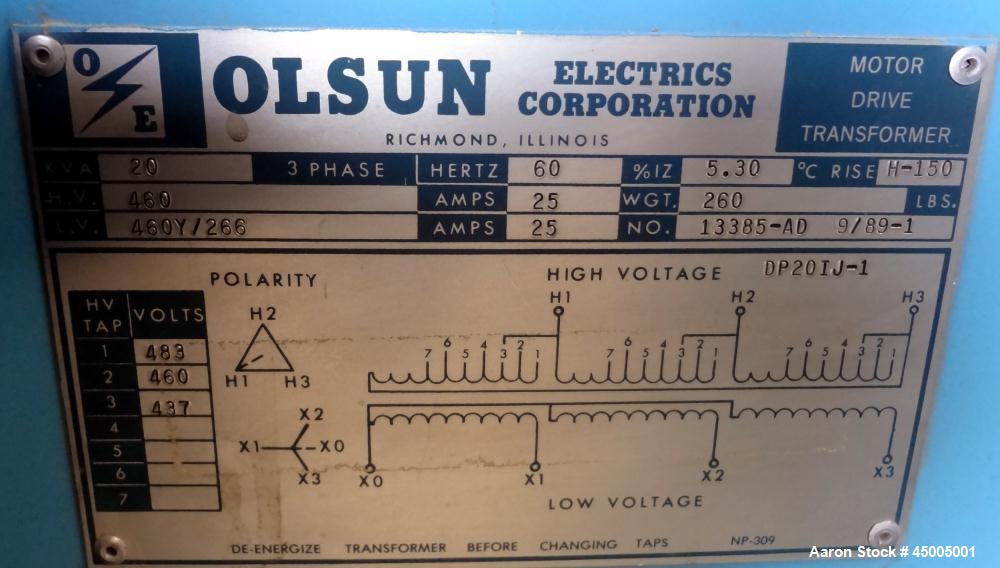 O E
OLSUN ELECTRICS CORPORATION
RICHMOND, ILLINOIS
MOTOR
DRIVE
TRANSFORMER
KVA 20 3 PHASE HERTZ 60 %IZ 5.30 °C RISE H-150
H.V. 460 AMPS 25 WGT. 260 LBS.
L.V. 460Y/266 AMPS 25 NO. 13385-AD 9/89-1
POLARITY
HIGH VOLTAGE DP20IJ-1
HV TAP VOLTS
1 483
2 460
3 437
4
5
6
7
H2
H1 H3
X2
X1 X0
X3
H1 H2 H3
7 6 5 4 3 2 1 7 6 5 4 3 2 1 7 6 5 4 3 2 1
X0 X1 X2 X3
LOW VOLTAGE
DE-ENERGIZE TRANSFORMER BEFORE CHANGING TAPS NP-309
Aaron Stock # 45005001